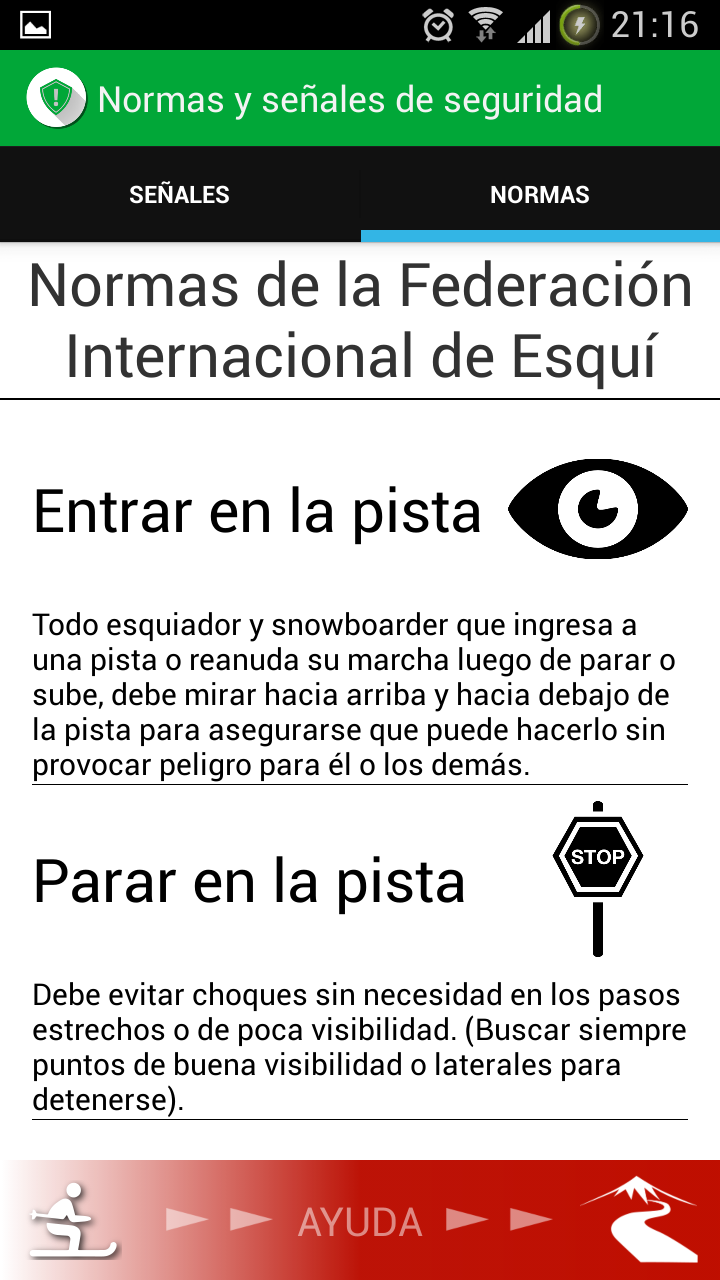 21:16
Normas y señales de seguridad
SEÑALES
NORMAS
Normas de la Federación
Internacional de Esquí
Entrar en la pista
Todo esquiador y snowboarder que ingresa a
una pista o reanuda su marcha luego de parar o
sube, debe mirar hacia arriba y hacia debajo de
la pista para asegurarse que puede hacerlo sin
provocar peligro para él o los demás.
STOP
Parar en la pista
Debe evitar choques sin necesidad en los pasos
estrechos o de poca visibilidad. (Buscar siempre
puntos de buena visibilidad o laterales para
detenerse).
AYUDA